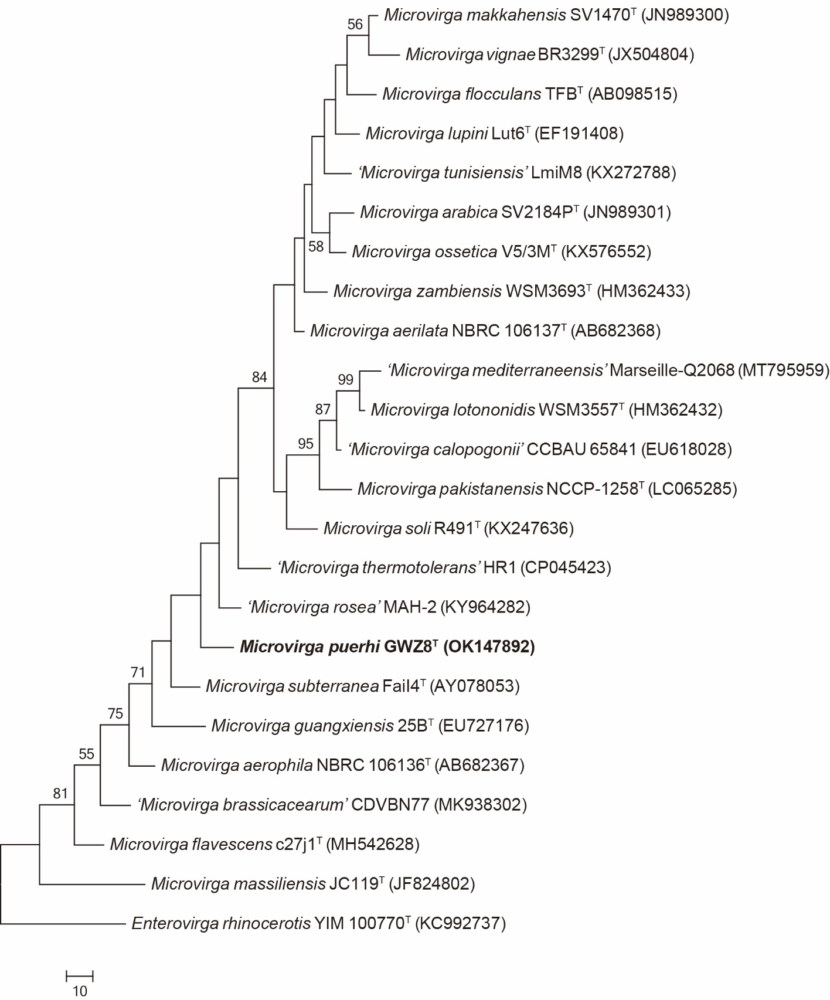 Microvirga makkahensis SV1470ᵀ (JN989300)
56
Microvirga vignae BR3299ᵀ (JX504804)
Microvirga flocculans TFBᵀ (AB098515)
Microvirga lupini Lut6ᵀ (EF191408)
‘Microvirga tunisiensis’ LmiM8 (KX272788)
Microvirga arabica SV2184Pᵀ (JN989301)
58
Microvirga ossetica V5/3Mᵀ (KX576552)
Microvirga zambiensis WSM3693ᵀ (HM362433)
Microvirga aerilata NBRC 106137ᵀ (AB682368)
‘Microvirga mediterraneensis’ Marseille-Q2068 (MT795959)
84
99
Microvirga lotononidis WSM3557ᵀ (HM362432)
87
95
‘Microvirga calopogonii’ CCBAU 65841 (EU618028)
Microvirga pakistanensis NCCP-1258ᵀ (LC065285)
Microvirga soli R491ᵀ (KX247636)
‘Microvirga thermotolerans’ HR1 (CP045423)
‘Microvirga rosea’ MAH-2 (KY964282)
Microvirga puerhi GWZ8ᵀ (OK147892)
71
Microvirga subterranea FaiI4ᵀ (AY078053)
75
Microvirga guangxiensis 25Bᵀ (EU727176)
55
Microvirga aerophila NBRC 106136ᵀ (AB682367)
81
‘Microvirga brassicacearum’ CDVBN77 (MK938302)
Microvirga flavescens c27j1ᵀ (MH542628)
Microvirga massiliensis JC119ᵀ (JF824802)
Enterovirga rhinocerotis YIM 100770ᵀ (KC992737)
10